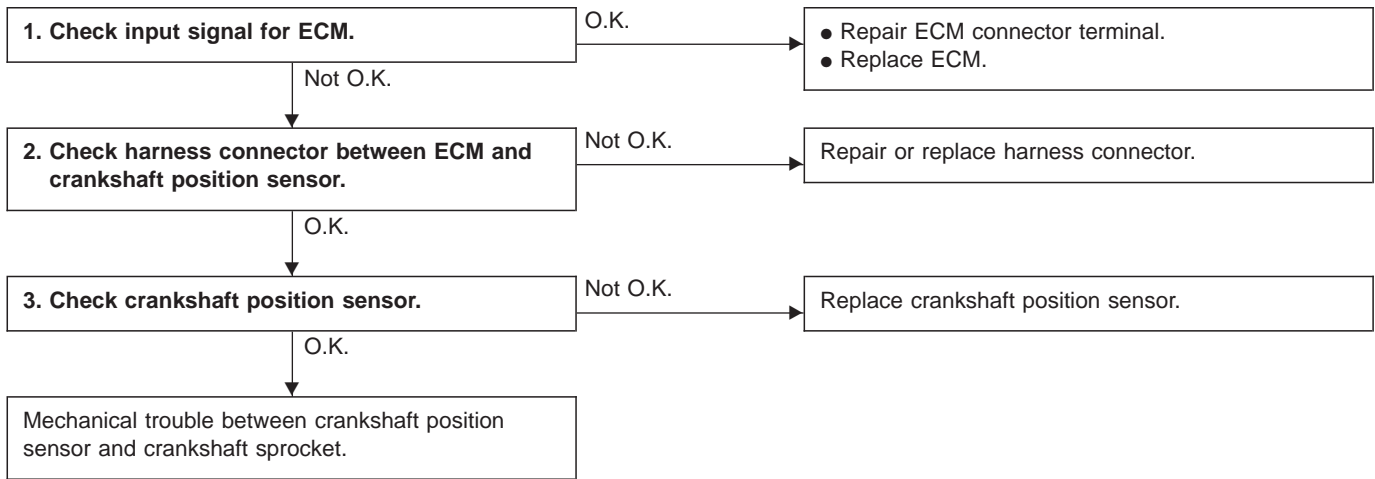 1. Check input signal for ECM.
O.K.
● Repair ECM connector terminal.
● Replace ECM.
Not O.K.
2. Check harness connector between ECM and
crankshaft position sensor.
Not O.K.
Repair or replace harness connector.
O.K.
3. Check crankshaft position sensor.
Not O.K.
Replace crankshaft position sensor.
O.K.
Mechanical trouble between crankshaft position
sensor and crankshaft sprocket.